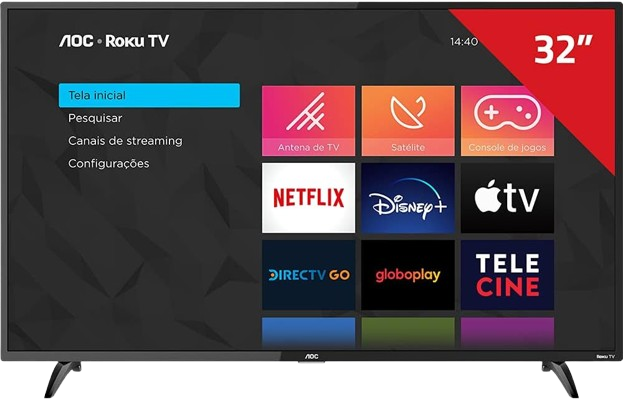 AOC • Roku TV
14:40
32”
Tela inicial
Pesquisar
Canais de streaming
Configurações
Antena de TV
Satélite
Console de jogos
NETFLIX
Disney+
tv
DIRECTV GO
globoplay
TELE
CINE
AOC
Roku TV